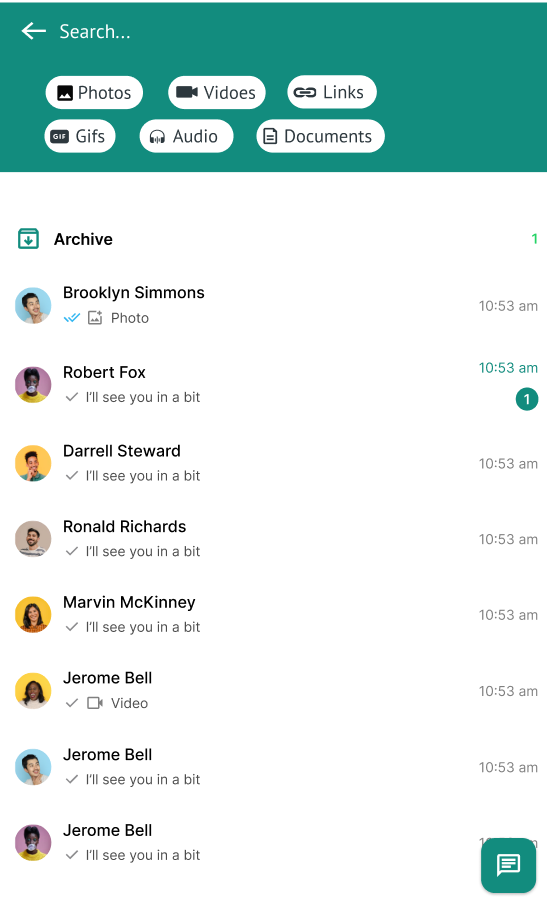 Search...
Photos Vidoes Links
GIF Gifs Audio Documents
Archive 1
Brooklyn Simmons
10:53 am
Photo
Robert Fox 10:53 am
I'll see you in a bit 1
Darrell Steward
10:53 am
I'll see you in a bit
Ronald Richards
10:53 am
I'll see you in a bit
Marvin McKinney
10:53 am
I'll see you in a bit
Jerome Bell
10:53 am
Video
Jerome Bell
10:53 am
I'll see you in a bit
Jerome Bell
I'll see you in a bit